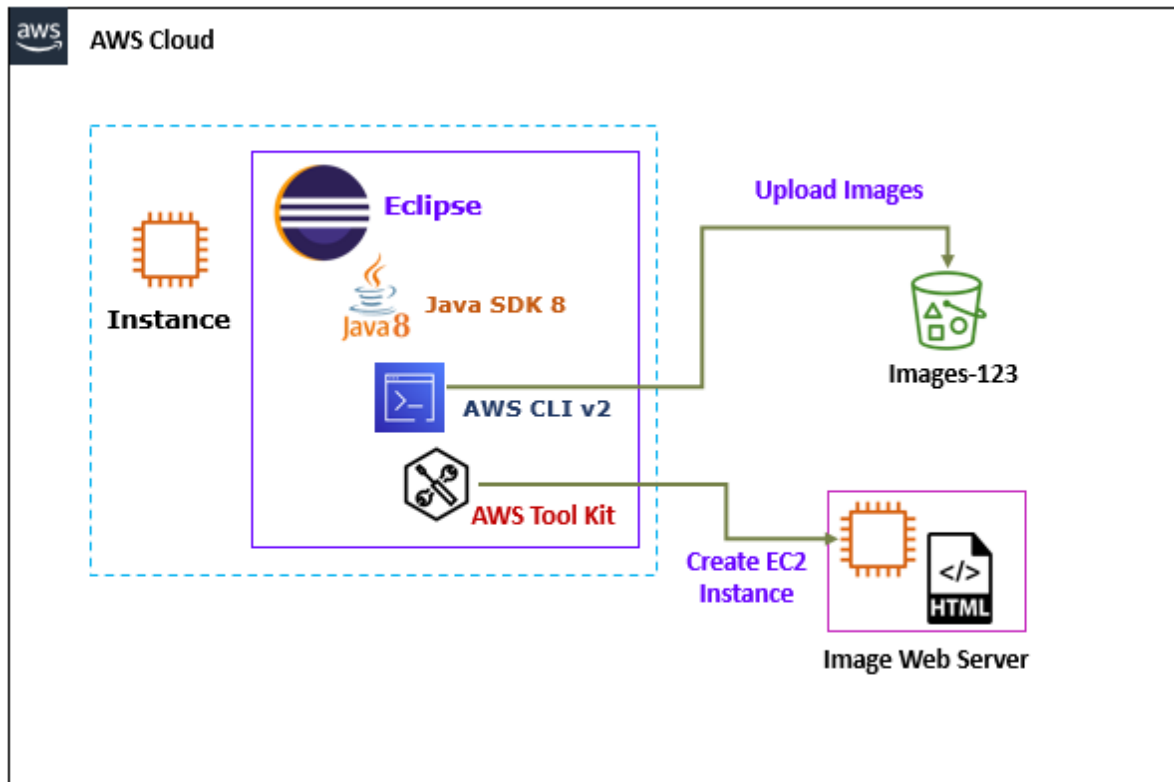 aws
AWS Cloud
Eclipse
Upload Images
Instance
Java8
Java SDK 8
Images-123
AWS CLI v2
AWS Tool Kit
Create EC2
Instance
</>
HTML
Image Web Server